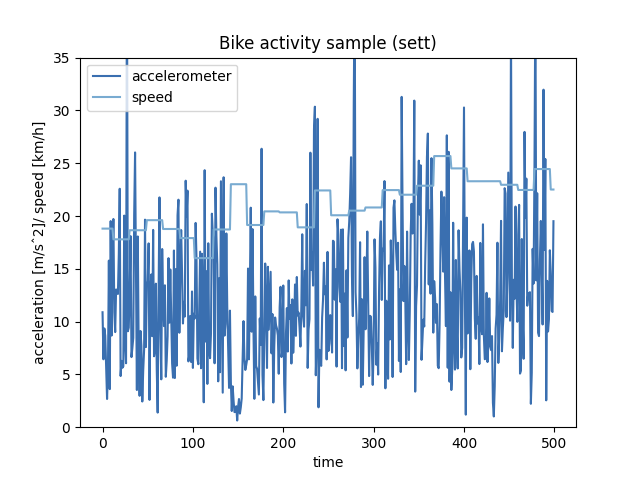 Bike activity sample (sett)
accelerometer
speed
acceleration [m/s^2]/ speed [km/h]
35
30
25
20
15
10
5
0
0 100 200 300 400 500
time